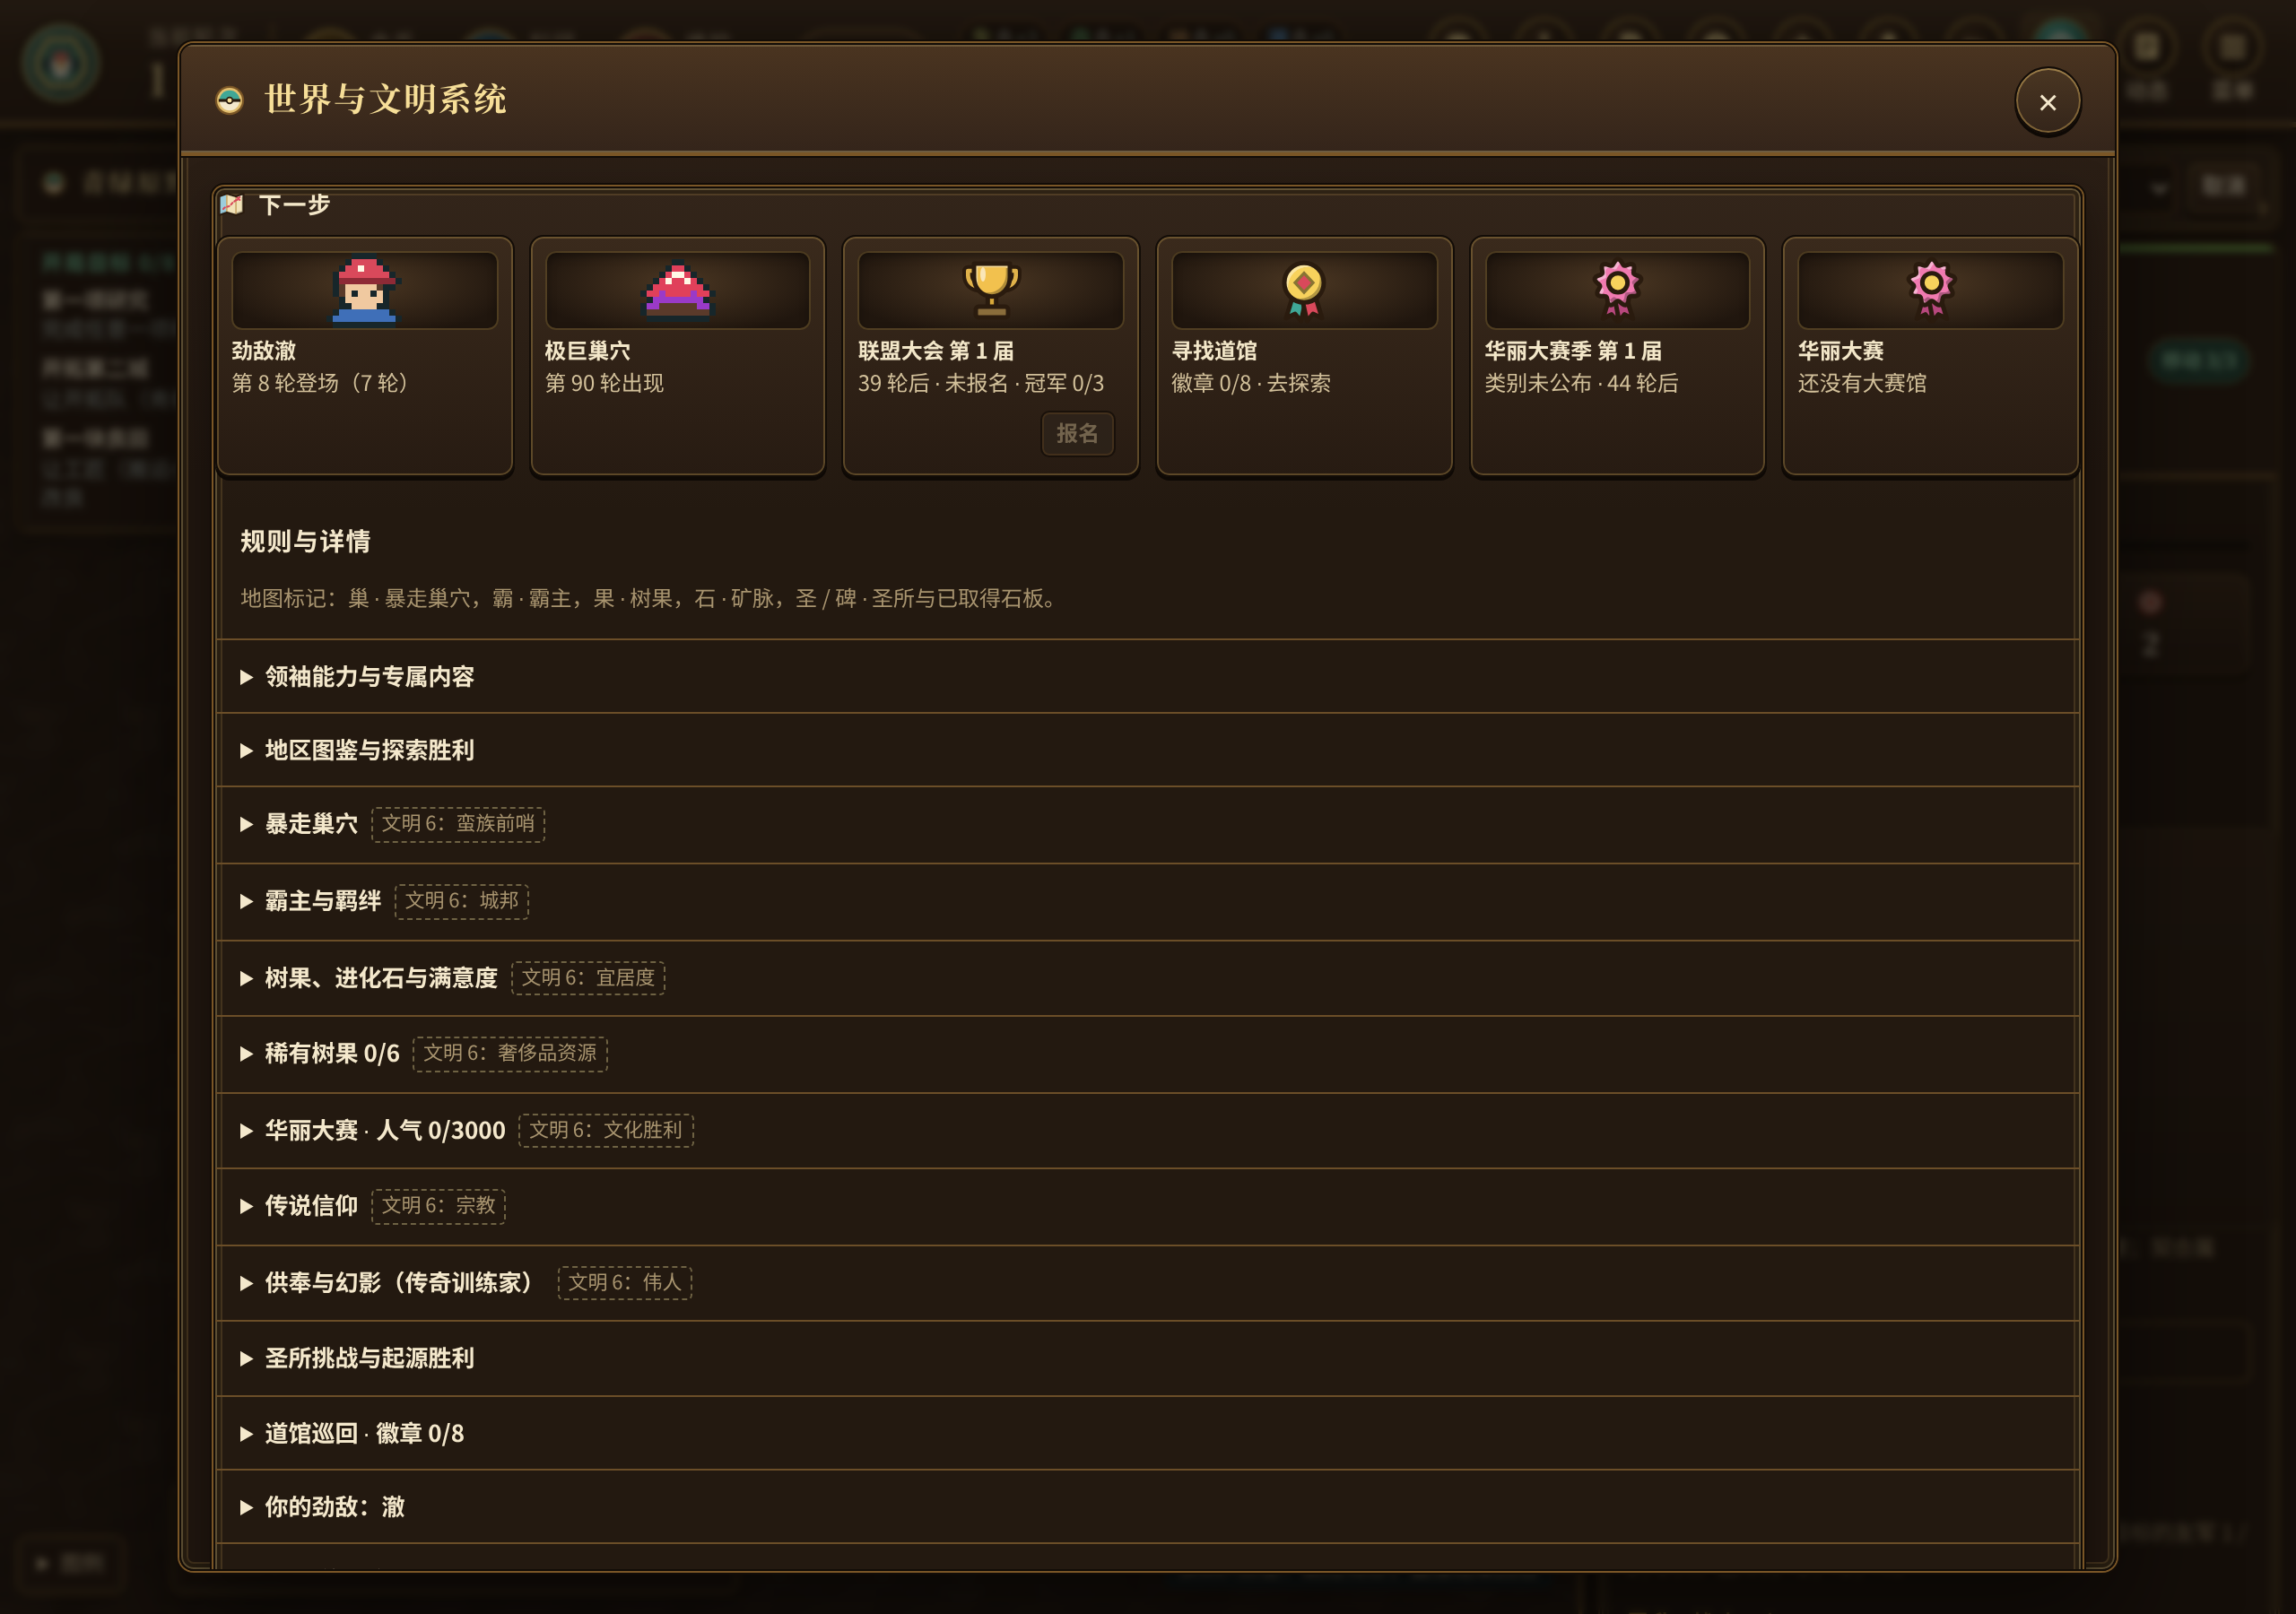 世界与文明系统
下一步
劲敌澈
第 8 轮登场（7 轮）
极巨巢穴
第 90 轮出现
联盟大会 第 1 届
39 轮后 · 未报名 · 冠军 0/3
报名
寻找道馆
徽章 0/8 · 去探索
华丽大赛季 第 1 届
类别未公布 · 44 轮后
华丽大赛
还没有大赛馆
规则与详情
地图标记：巢 · 暴走巢穴，霸 · 霸主，果 · 树果，石 · 矿脉，圣 / 碑 · 圣所与已取得石板。
领袖能力与专属内容
地区图鉴与探索胜利
暴走巢穴 文明 6：蛮族前哨
霸主与羁绊 文明 6：城邦
树果、进化石与满意度 文明 6：宜居度
稀有树果 0/6 文明 6：奢侈品资源
华丽大赛 · 人气 0/3000 文明 6：文化胜利
传说信仰 文明 6：宗教
供奉与幻影（传奇训练家） 文明 6：伟人
圣所挑战与起源胜利
道馆巡回 · 徽章 0/8
你的劲敌：澈
取消
菜单
2